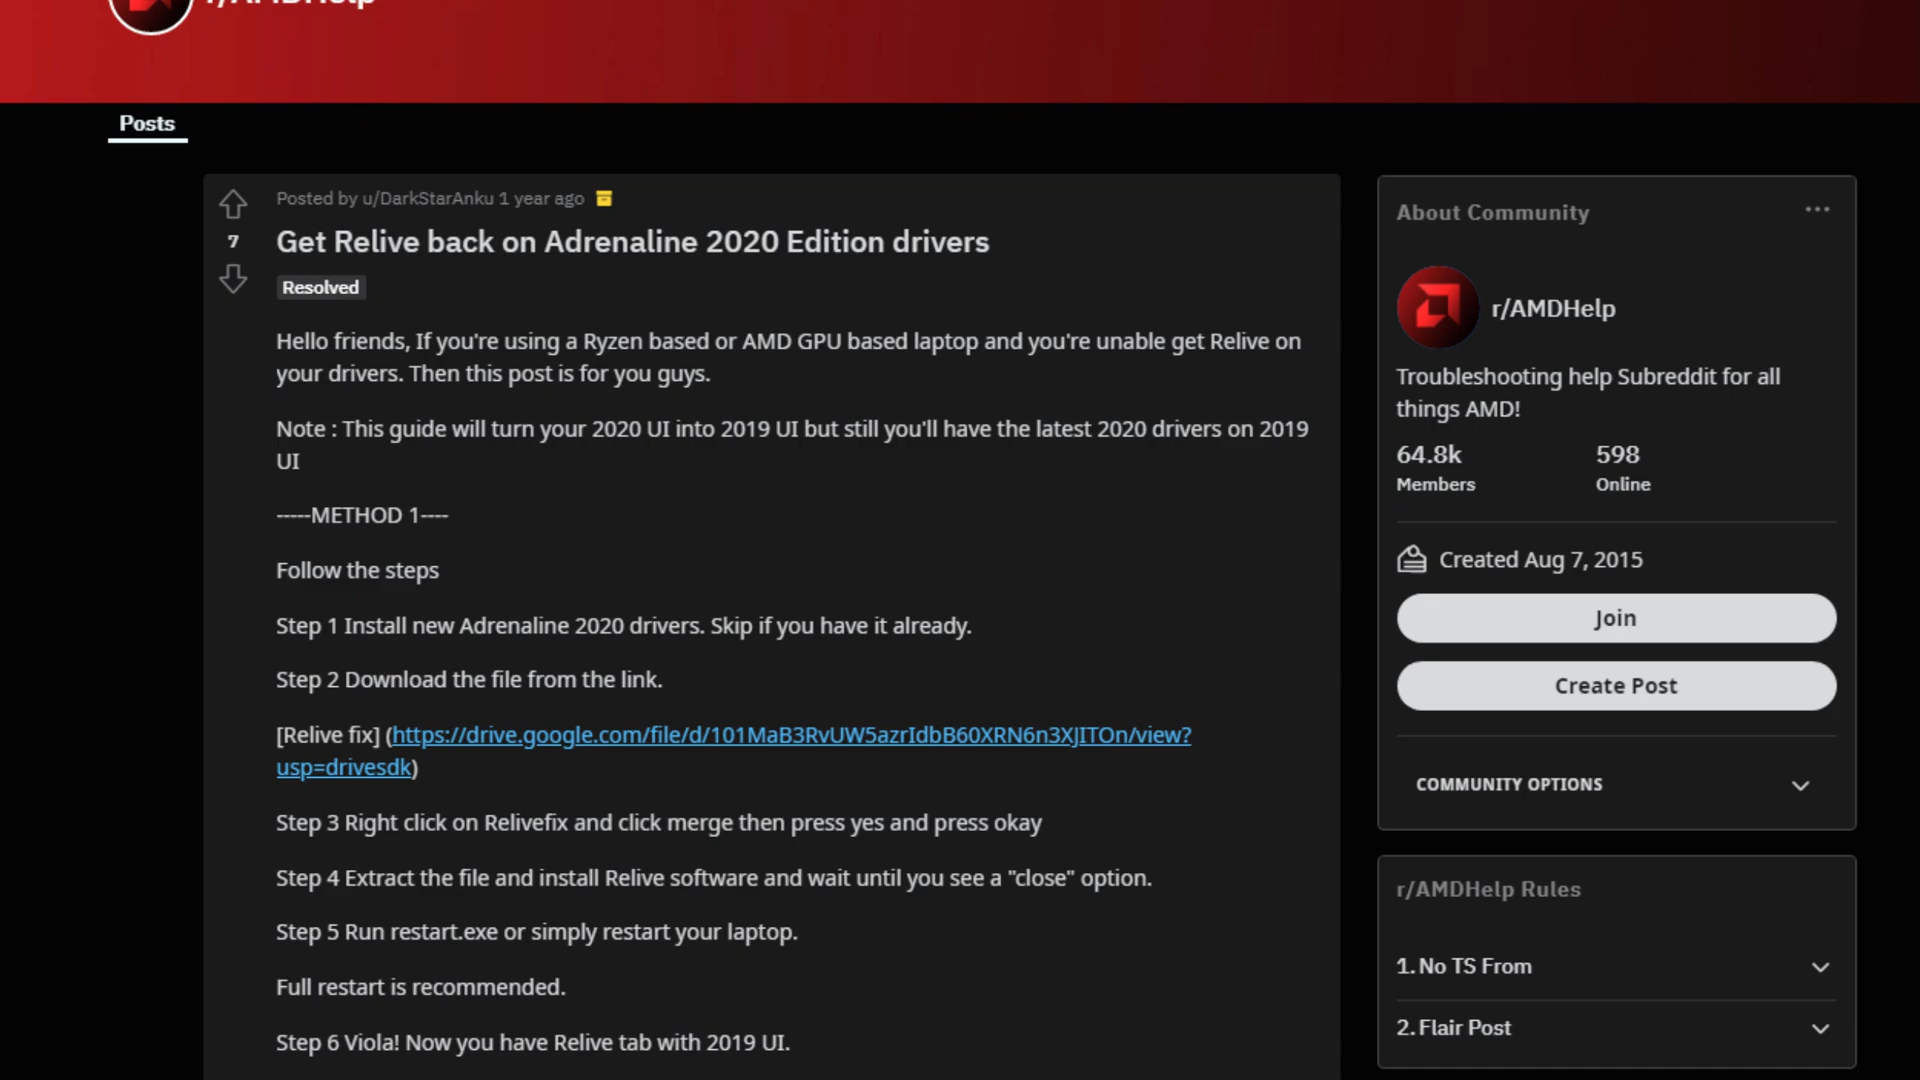 Posts
Posted by u/DarkStarAnku 1 year ago
7
Get Relive back on Adrenaline 2020 Edition drivers
Resolved
Hello friends, If you're using a Ryzen based or AMD GPU based laptop and you're unable get Relive on
your drivers. Then this post is for you guys.
Note : This guide will turn your 2020 UI into 2019 UI but still you'll have the latest 2020 drivers on 2019
UI
-----METHOD 1----
Follow the steps
Step 1 Install new Adrenaline 2020 drivers. Skip if you have it already.
Step 2 Download the file from the link.
[Relive fix] (https://drive.google.com/file/d/101MaB3RvUW5azrIdbB60XRN6n3XJITOn/view?
usp=drivesdk)
Step 3 Right click on Relivefix and click merge then press yes and press okay
Step 4 Extract the file and install Relive software and wait until you see a "close" option.
Step 5 Run restart.exe or simply restart your laptop.
Full restart is recommended.
Step 6 Viola! Now you have Relive tab with 2019 UI.
About Community
r/AMDHelp
Troubleshooting help Subreddit for all
things AMD!
64.8k 598
Members Online
Created Aug 7, 2015
Join
Create Post
COMMUNITY OPTIONS
r/AMDHelp Rules
1. No TS From
2. Flair Post